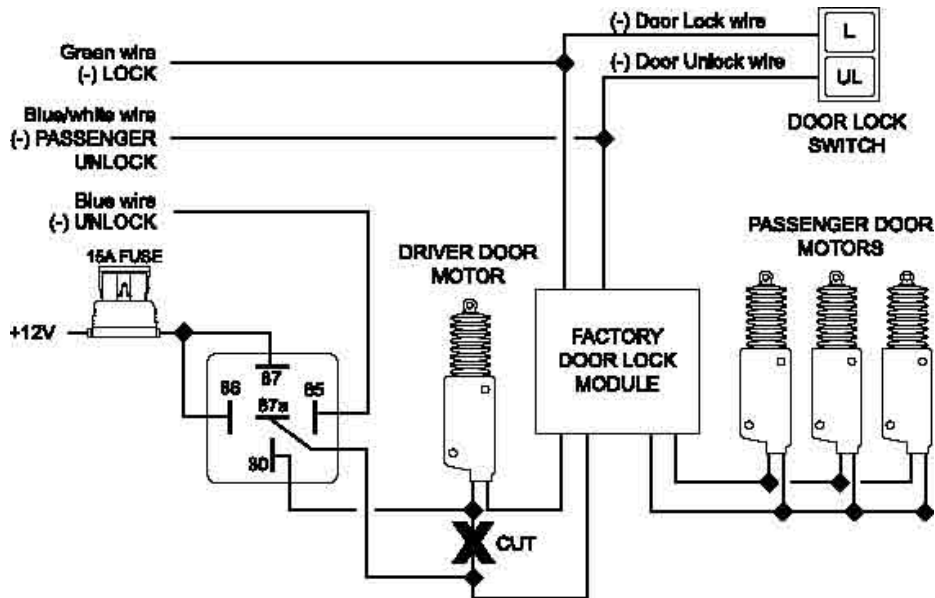 (-) Door Lock wire
L
Green wire
(-) LOCK
(-) Door Unlock wire
UL
DOOR LOCK
SWITCH
Blue/white wire
(-) PASSENGER
UNLOCK
Blue wire
(-) UNLOCK
15A FUSE
+12V
DRIVER DOOR
MOTOR
PASSENGER DOOR
MOTORS
FACTORY
DOOR LOCK
MODULE
87
86
87a
85
30
X CUT